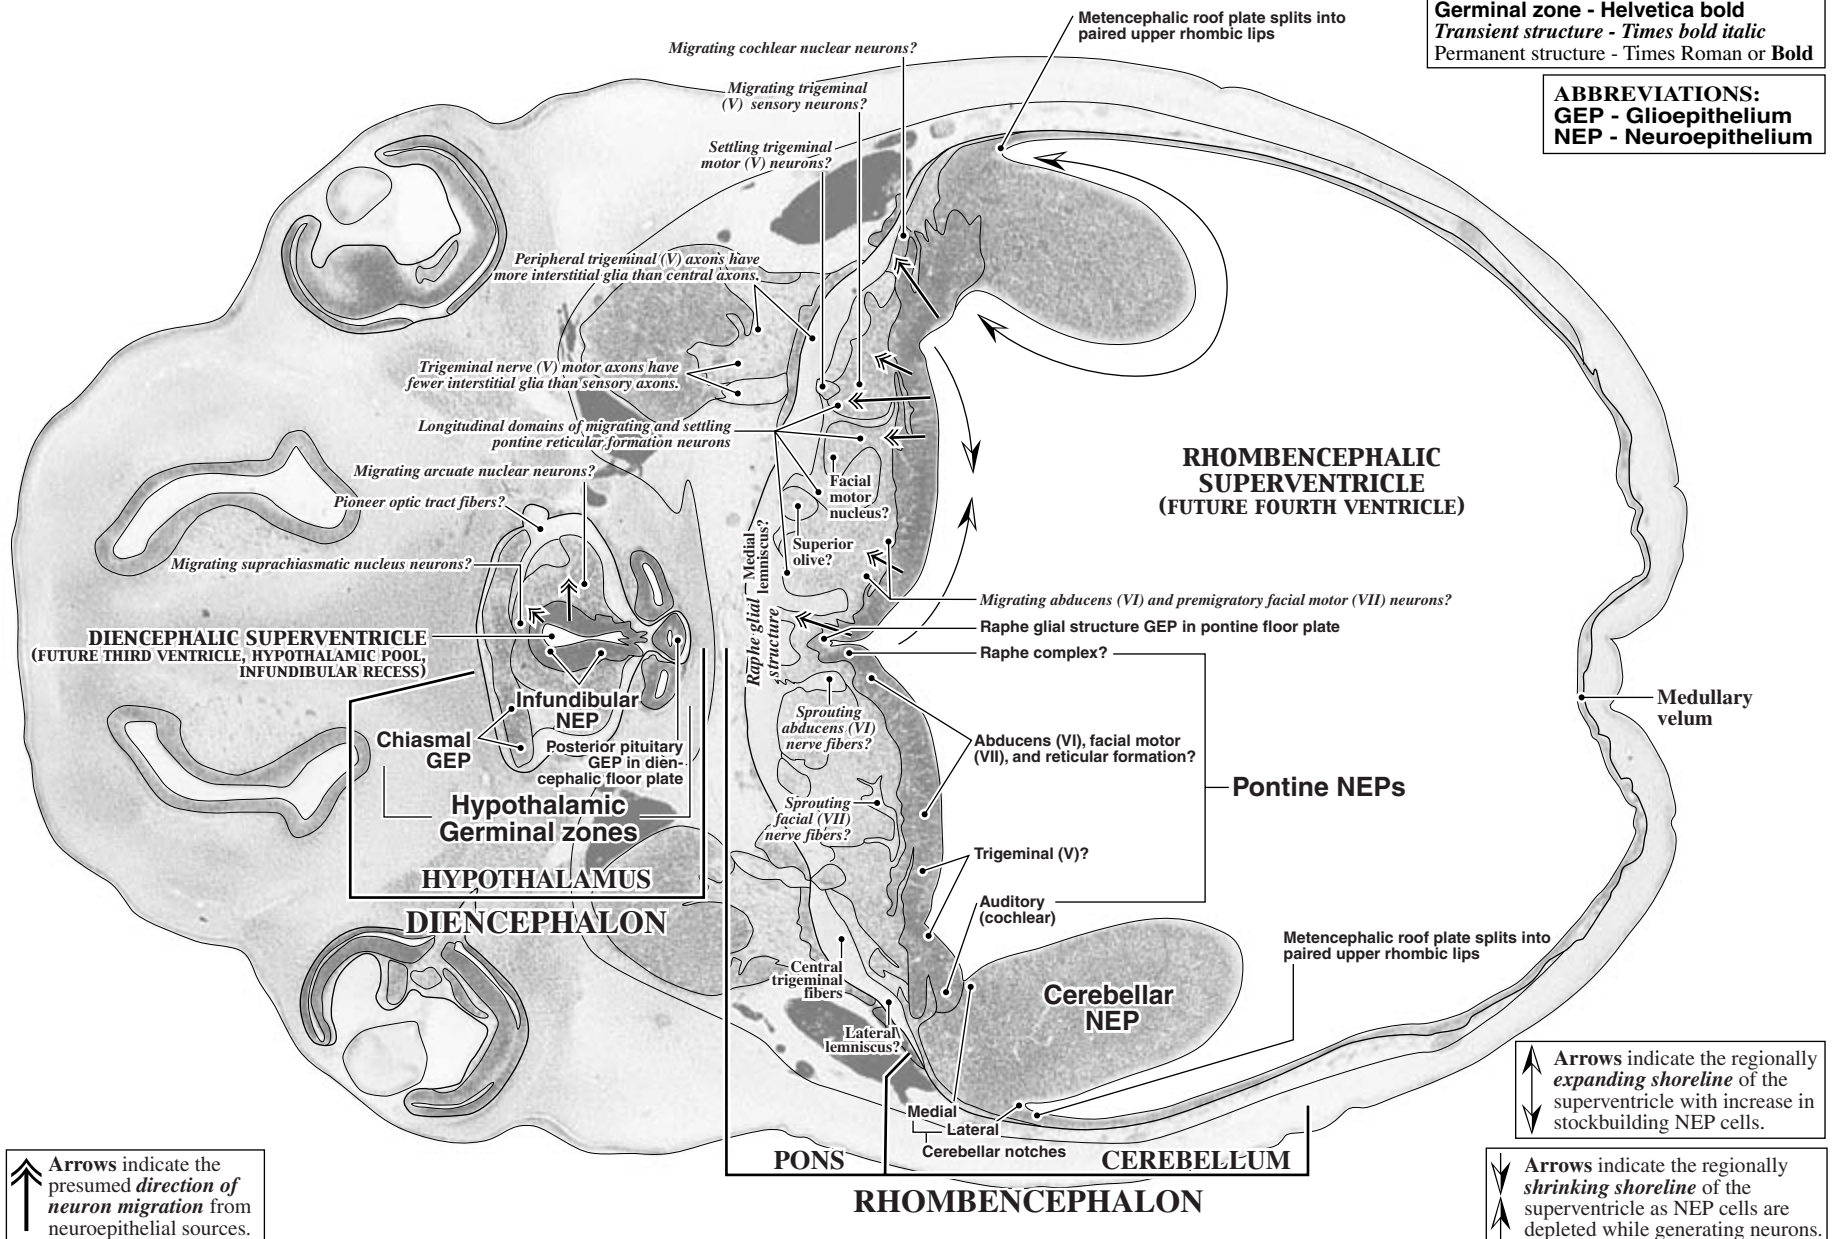 Germinal zone - Helvetica bold
Transient structure - Times bold italic
Permanent structure - Times Roman or Bold
ABBREVIATIONS:
GEP - Glioepithelium
NEP - Neuroepithelium
Metencephalic roof plate splits into
paired upper rhombic lips
Migrating cochlear nuclear neurons?
Migrating trigeminal
(V) sensory neurons?
Settling trigeminal
motor (V) neurons?
Peripheral trigeminal (V) axons have
more interstitial glia than central axons.
Trigeminal nerve (V) motor axons have
fewer interstitial glia than sensory axons.
Longitudinal domains of migrating and settling
pontine reticular formation neurons
Migrating arcuate nuclear neurons?
Pioneer optic tract fibers?
Migrating suprachiasmatic nucleus neurons?
DIENCEPHALIC SUPERVENTRICLE
(FUTURE THIRD VENTRICLE, HYPOTHALAMIC POOL,
INFUNDIBULAR RECESS)
Infundibular
NEP
Chiasmal
GEP
Posterior pituitary
GEP in dien-
cephalic floor plate
Hypothalamic
Germinal zones
HYPOTHALAMUS
DIENCEPHALON
Facial
motor
nucleus?
Superior
olive?
Medial
lemniscus?
Raphe glial
structure
RHOMBENCEPHALIC
SUPERVENTRICLE
(FUTURE FOURTH VENTRICLE)
Migrating abducens (VI) and premigratory facial motor (VII) neurons?
Raphe glial structure GEP in pontine floor plate
Raphe complex?
Sprouting
abducens (VI)
nerve fibers?
Abducens (VI), facial motor
(VII), and reticular formation?
Pontine NEPs
Medullary
velum
Sprouting
facial (VII)
nerve fibers?
Trigeminal (V)?
Auditory
(cochlear)
Central
trigeminal
fibers
Lateral
lemniscus?
Cerebellar
NEP
Metencephalic roof plate splits into
paired upper rhombic lips
Medial
Lateral
Cerebellar notches
PONS
CEREBELLUM
RHOMBENCEPHALON
Arrows indicate the
presumed direction of
neuron migration from
neuroepithelial sources.
Arrows indicate the regionally
expanding shoreline of the
superventricle with increase in
stockbuilding NEP cells.
Arrows indicate the regionally
shrinking shoreline of the
superventricle as NEP cells are
depleted while generating neurons.